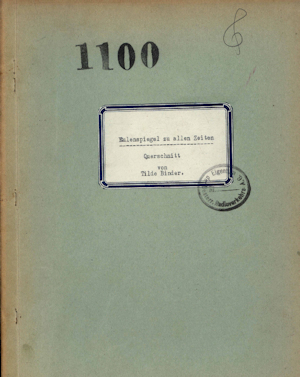 1100
Eulenspiegel zu allen Zeiten
Querschnitt
von
Tilde Binder.